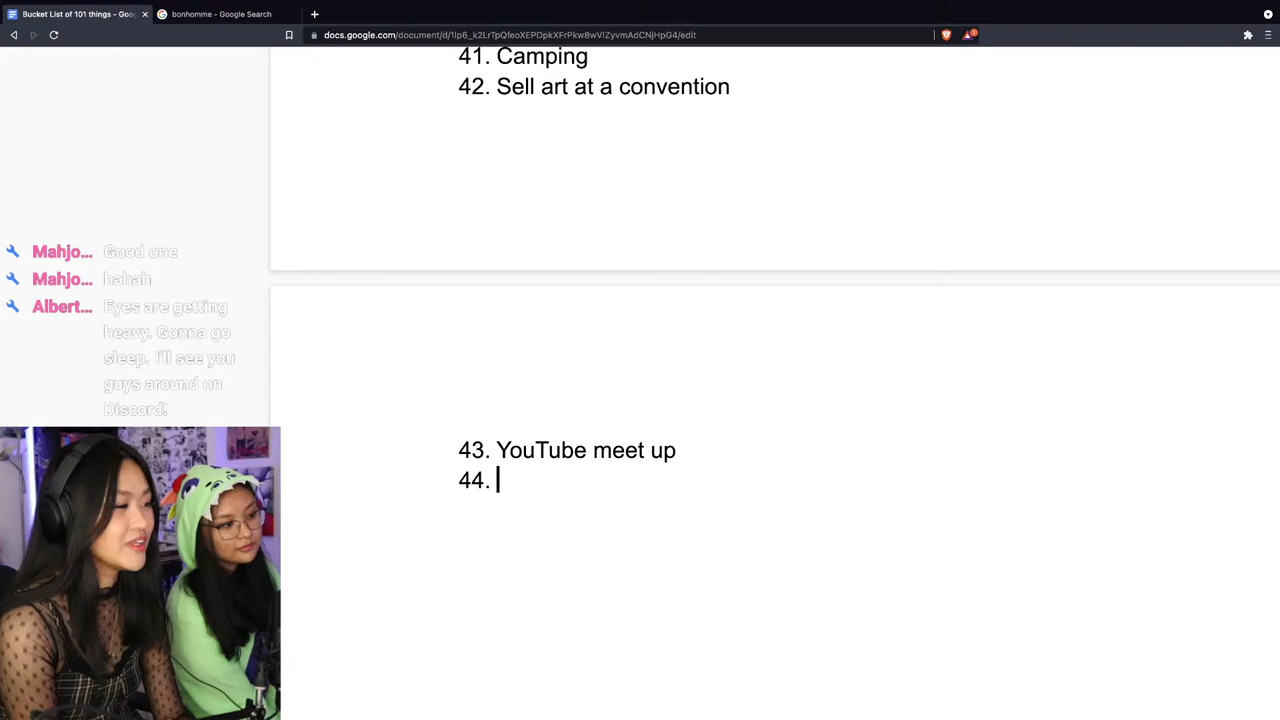 Bucket List of 101 things - Goo
bonhomme - Google Search
docs.google.com/document/d/1lp6_k2LrTpQfeoXEPDpkXFrPkw8wVlZyvmAdCNjHpG4/edit
41. Camping
42. Sell art at a convention
Mahjo... Good one
Mahjo... hahah
Albert... Eyes are getting
heavy. Gonna go
sleep. I'll see you
guys around on
Discord!
43. YouTube meet up
44.